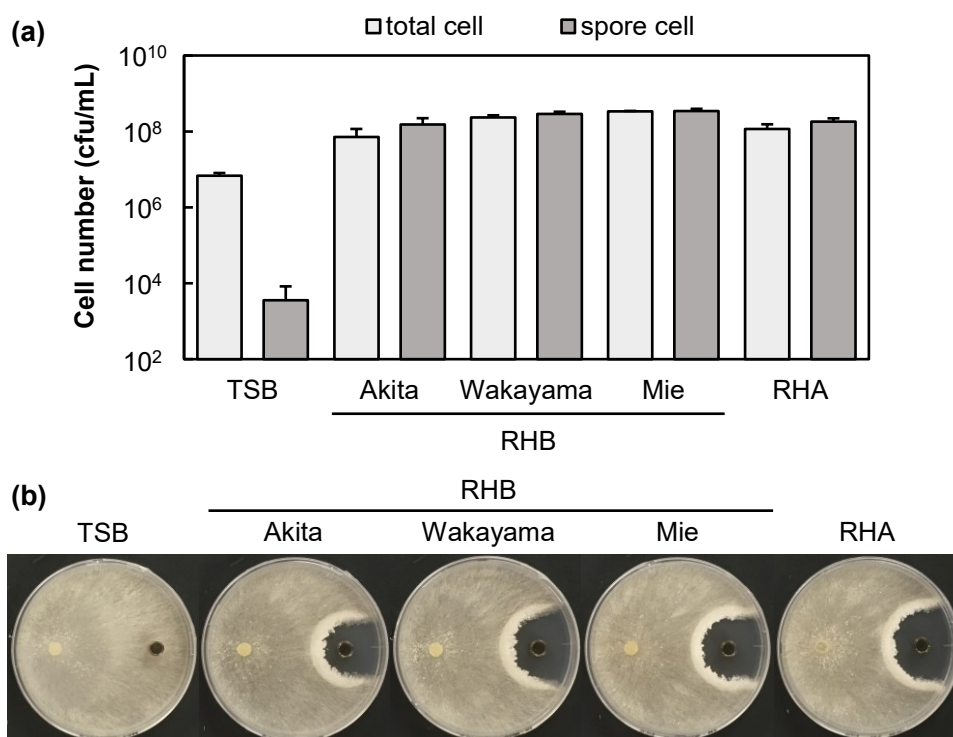 (a)
total cell spore cell
Cell number (cfu/mL)
10¹⁰
10⁸
10⁶
10⁴
10²
TSB Akita Wakayama Mie RHA
RHB
(b)
RHB
TSB Akita Wakayama Mie RHA